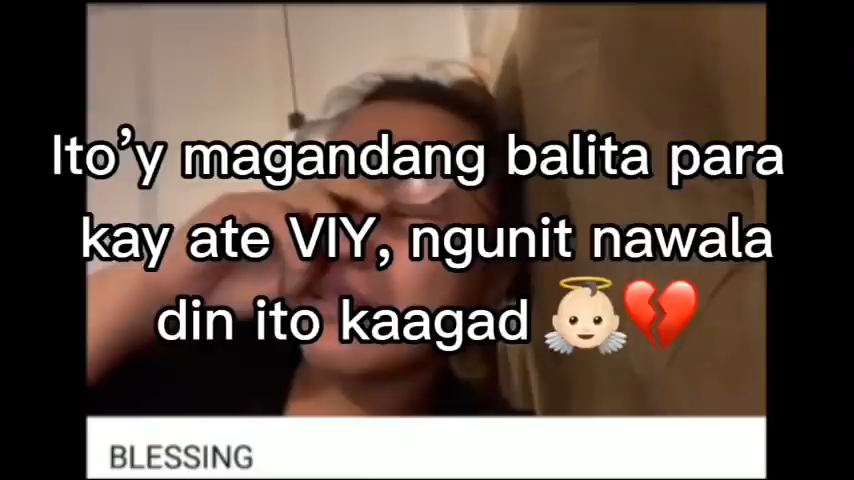 Ito’y magandang balita para
kay ate VIY, ngunit nawala
din ito kaagad 👼🏻💔
BLESSING